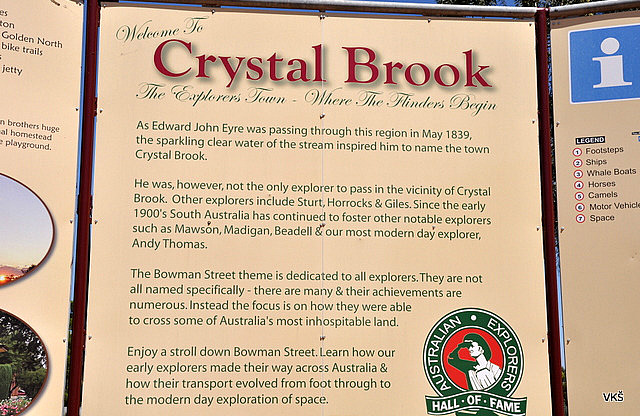 es
ton
Golden North
bike trails
s
jetty
n brothers huge
nal homestead
e playground.
Welcome To
Crystal Brook
The Explorers Town - Where The Flinders Begin
As Edward John Eyre was passing through this region in May 1839,
the sparkling clear water of the stream inspired him to name the town
Crystal Brook.
He was, however, not the only explorer to pass in the vicinity of Crystal
Brook. Other explorers include Sturt, Horrocks & Giles. Since the early
1900's South Australia has continued to foster other notable explorers
such as Mawson, Madigan, Beadell & our most modern day explorer,
Andy Thomas.
The Bowman Street theme is dedicated to all explorers. They are not
all named specifically - there are many & their achievements are
numerous. Instead the focus is on how they were able
to cross some of Australia's most inhospitable land.
Enjoy a stroll down Bowman Street. Learn how our
early explorers made their way across Australia &
how their transport evolved from foot through to
the modern day exploration of space.
AUSTRALIAN • EXPLORERS
HALL · OF · FAME
i
LEGEND
1 Footsteps
2 Ships
3 Whale Boats
4 Horses
5 Camels
6 Motor Vehicle
7 Space
VKŠ